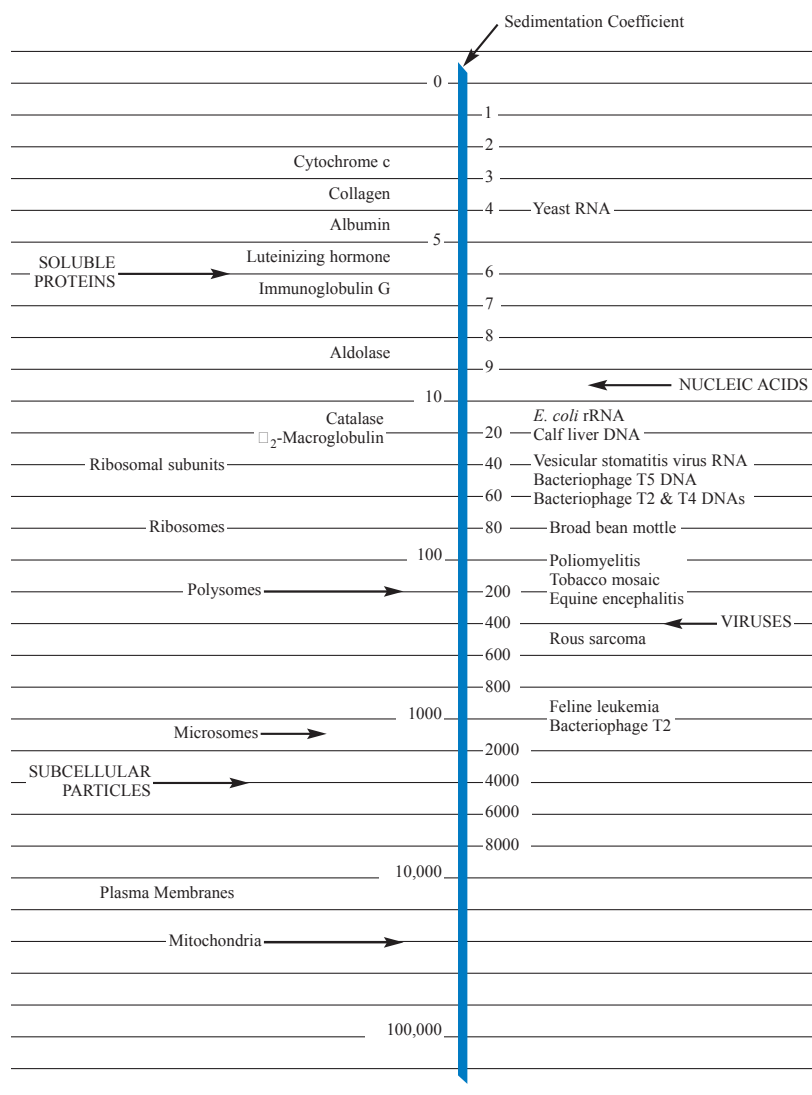 Sedimentation Coefficient
0
1
2
Cytochrome c
3
Collagen
4 Yeast RNA
Albumin
5
Luteinizing hormone
SOLUBLE
PROTEINS
6
Immunoglobulin G
7
8
Aldolase
9
NUCLEIC ACIDS
10
Catalase
E. coli rRNA
□2-Macroglobulin
20 Calf liver DNA
Ribosomal subunits
40 Vesicular stomatitis virus RNA
Bacteriophage T5 DNA
60 Bacteriophage T2 & T4 DNAs
Ribosomes
80 Broad bean mottle
100
Poliomyelitis
Tobacco mosaic
Polysomes
200 Equine encephalitis
400
VIRUSES
Rous sarcoma
600
800
Feline leukemia
1000
Bacteriophage T2
Microsomes
2000
SUBCELLULAR
PARTICLES
4000
6000
8000
10,000
Plasma Membranes
Mitochondria
100,000